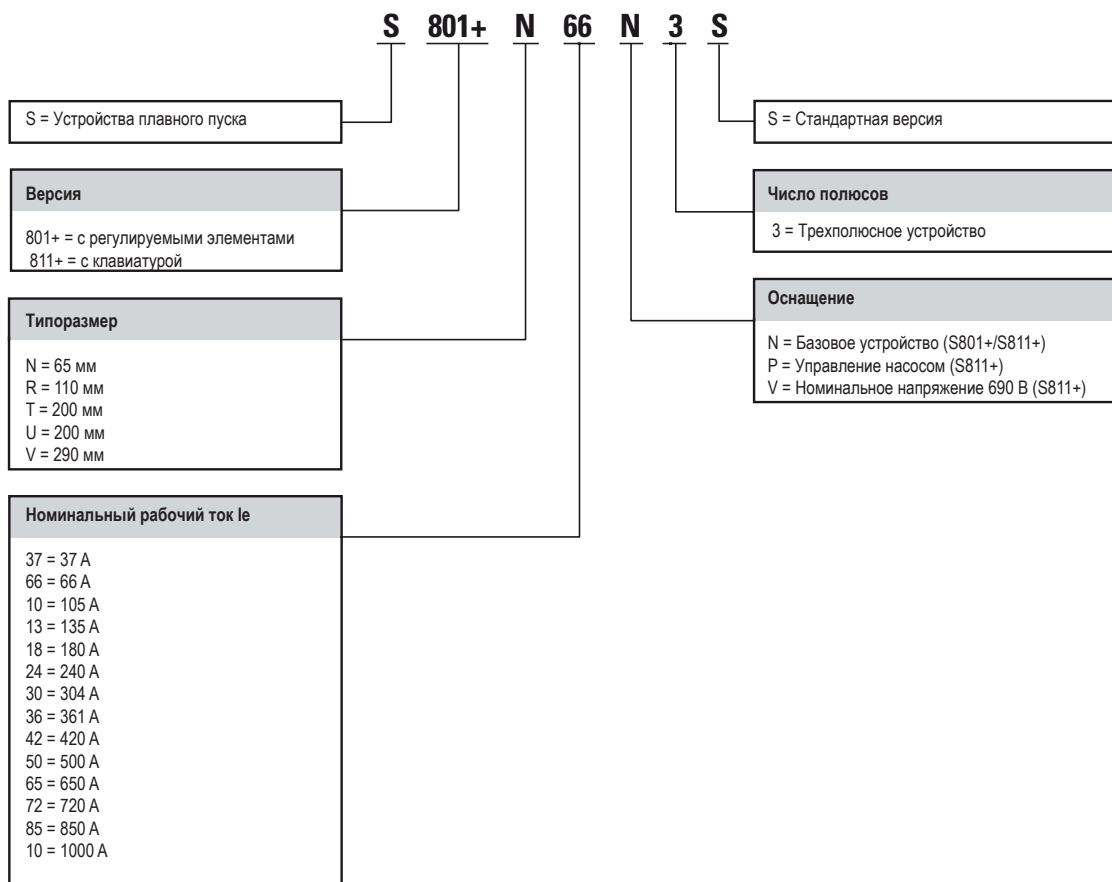 S 801+ N 66 N 3 S
S = Устройства плавного пуска
Версия
801+ = с регулируемыми элементами
811+ = с клавиатурой
Типоразмер
N = 65 мм
R = 110 мм
T = 200 мм
U = 200 мм
V = 290 мм
Номинальный рабочий ток Ie
37 = 37 A
66 = 66 A
10 = 105 A
13 = 135 A
18 = 180 A
24 = 240 A
30 = 304 A
36 = 361 A
42 = 420 A
50 = 500 A
65 = 650 A
72 = 720 A
85 = 850 A
10 = 1000 A
S = Стандартная версия
Число полюсов
3 = Трехполюсное устройство
Оснащение
N = Базовое устройство (S801+/S811+)
P = Управление насосом (S811+)
V = Номинальное напряжение 690 В (S811+)